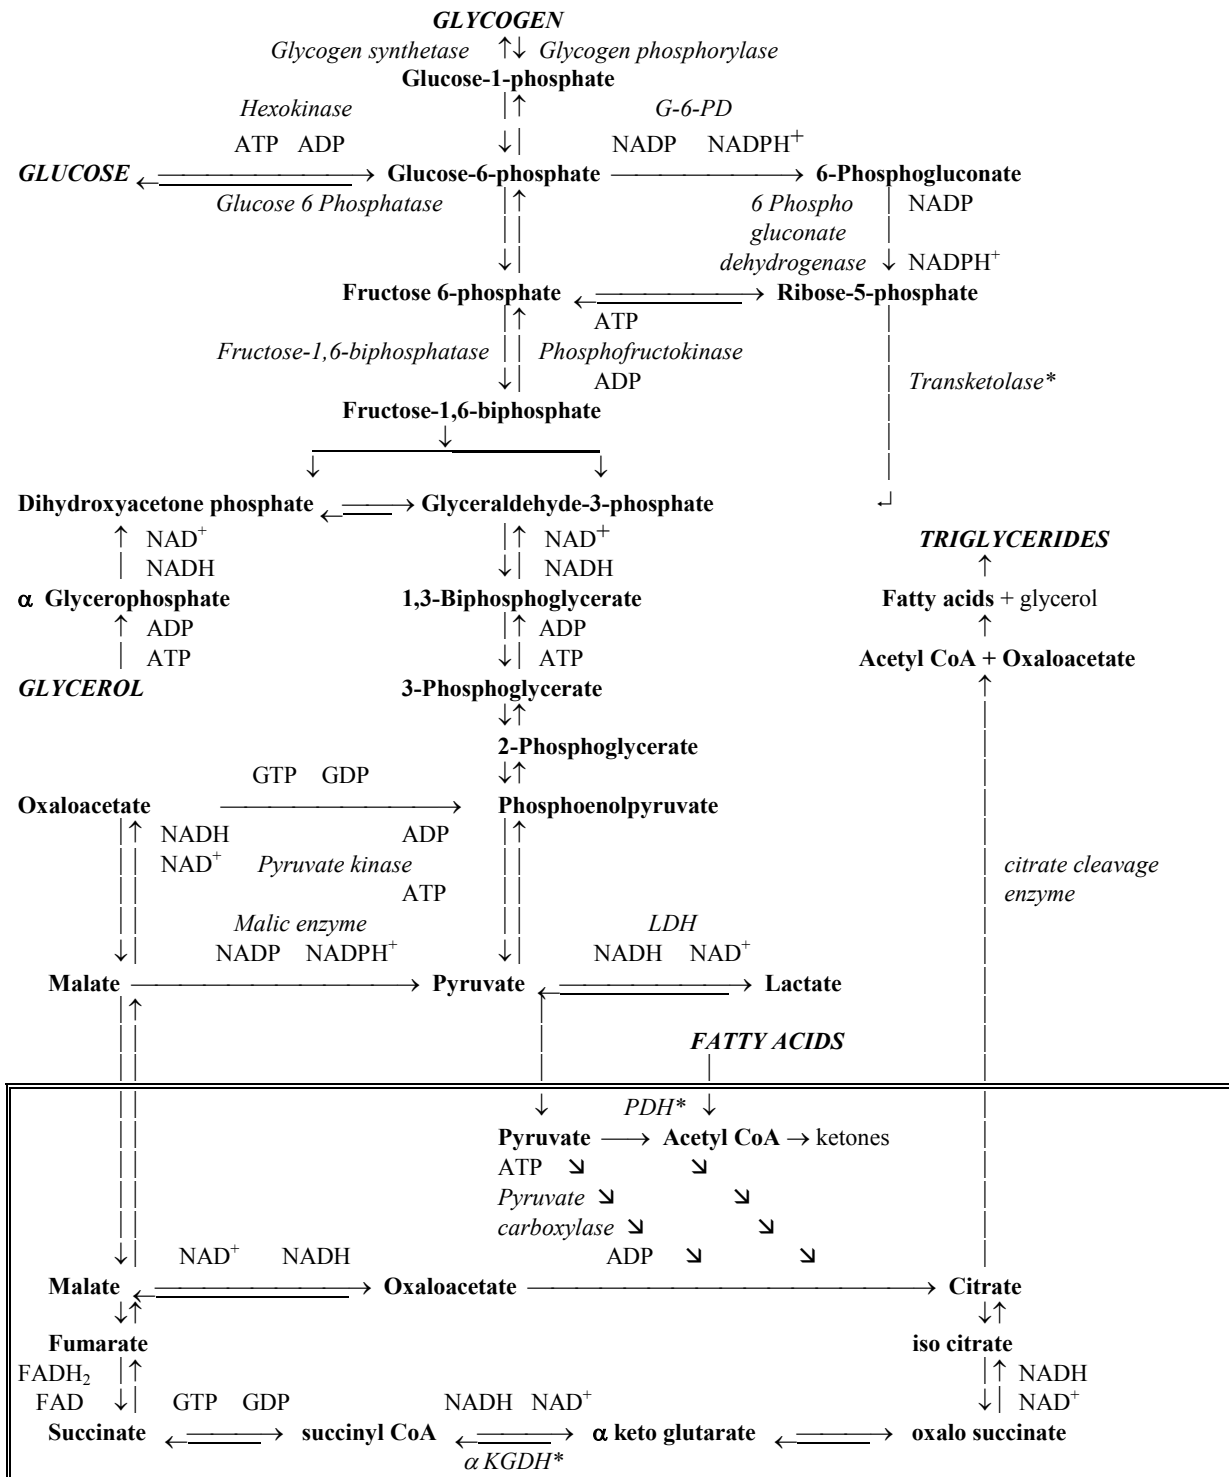 GLYCOGEN
Glycogen synthetase ↑↓ Glycogen phosphorylase
Glucose-1-phosphate
Hexokinase G-6-PD
ATP ADP NADP NADPH+
GLUCOSE Glucose-6-phosphate 6-Phosphogluconate
Glucose 6 Phosphatase 6 Phospho NADP
gluconate
dehydrogenase NADPH+
Fructose 6-phosphate Ribose-5-phosphate
ATP
Fructose-1,6-biphosphatase Phosphofructokinase
ADP Transketolase*
Fructose-1,6-biphosphate
Dihydroxyacetone phosphate Glyceraldehyde-3-phosphate
NAD+ NAD+ TRIGLYCERIDES
NADH NADH
α Glycerophosphate 1,3-Biphosphoglycerate Fatty acids + glycerol
ADP ADP
ATP ATP Acetyl CoA + Oxaloacetate
GLYCEROL 3-Phosphoglycerate
2-Phosphoglycerate
GTP GDP
Oxaloacetate Phosphoenolpyruvate
NADH ADP
NAD+ Pyruvate kinase citrate cleavage
ATP enzyme
Malic enzyme LDH
NADP NADPH+ NADH NAD+
Malate Pyruvate Lactate
FATTY ACIDS
PDH*
Pyruvate → Acetyl CoA → ketones
ATP
Pyruvate
carboxylase
NAD+ NADH ADP
Malate Oxaloacetate Citrate
Fumarate iso citrate
FADH2 NADH
FAD GTP GDP NADH NAD+ NAD+
Succinate succinyl CoA α keto glutarate oxalo succinate
α KGDH*